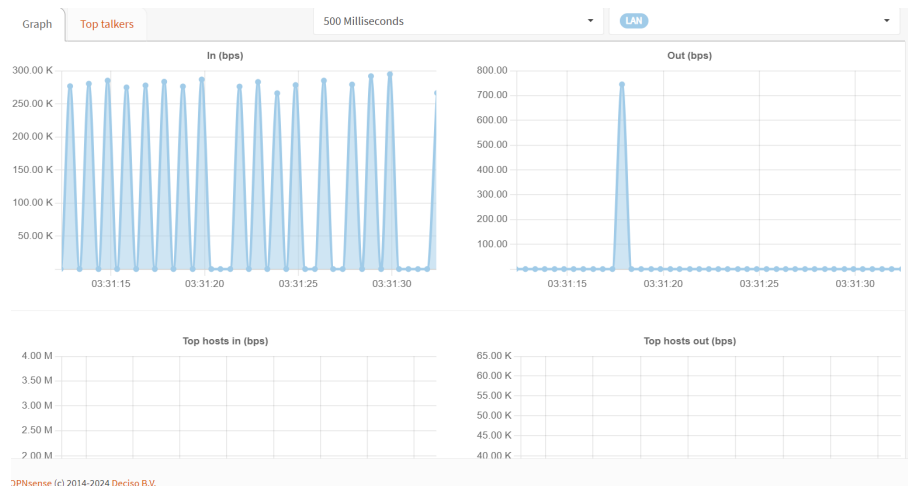 Graph
Top talkers
500 Milliseconds
LAN
In (bps)
300.00 K
250.00 K
200.00 K
150.00 K
100.00 K
50.00 K
03:31:15 03:31:20 03:31:25 03:31:30
Out (bps)
800.00
700.00
600.00
500.00
400.00
300.00
200.00
100.00
03:31:15 03:31:20 03:31:25 03:31:30
Top hosts in (bps)
4.00 M
3.50 M
3.00 M
2.50 M
2.00 M
Top hosts out (bps)
65.00 K
60.00 K
55.00 K
50.00 K
45.00 K
40.00 K
OPNsense (c) 2014-2024 Deciso B.V.